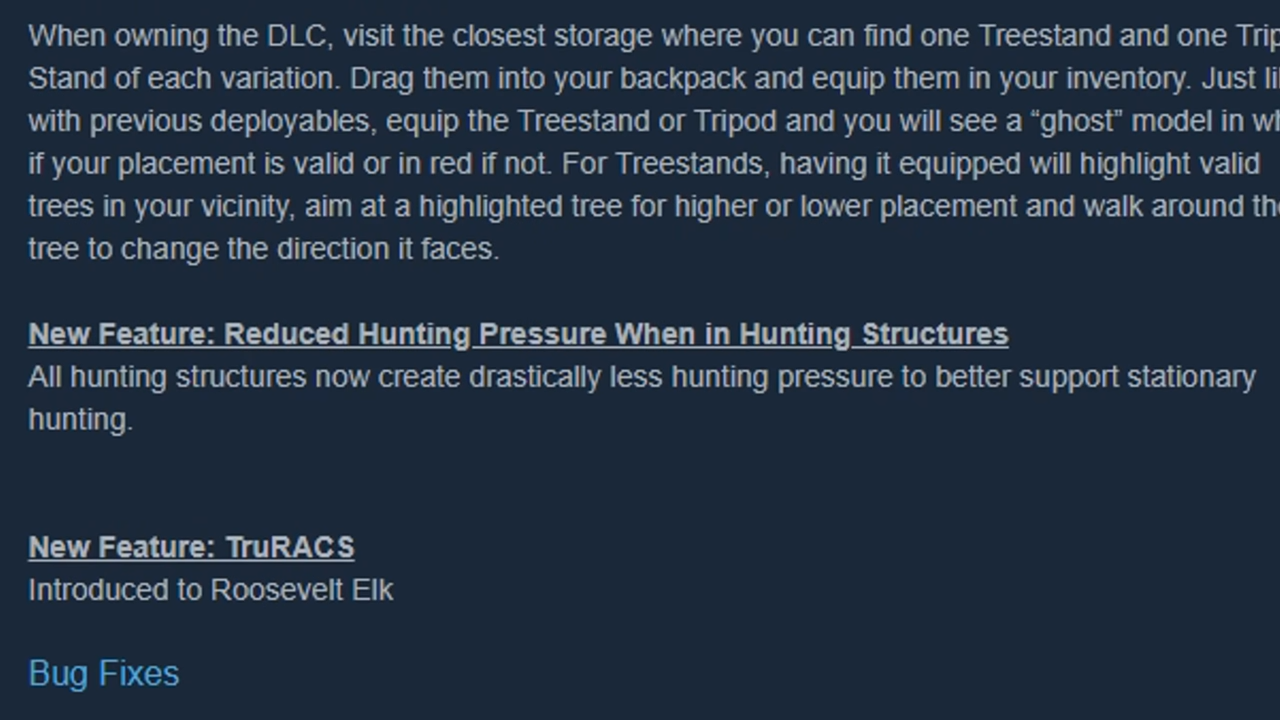 When owning the DLC, visit the closest storage where you can find one Treestand and one
Stand of each variation. Drag them into your backpack and equip them in your inventory. Just
with previous deployables, equip the Treestand or Tripod and you will see a “ghost” model in
if your placement is valid or in red if not. For Treestands, having it equipped will highlight valid
trees in your vicinity, aim at a highlighted tree for higher or lower placement and walk around
tree to change the direction it faces.
New Feature: Reduced Hunting Pressure When in Hunting Structures
All hunting structures now create drastically less hunting pressure to better support stationary
hunting.
New Feature: TruRACS
Introduced to Roosevelt Elk
Bug Fixes